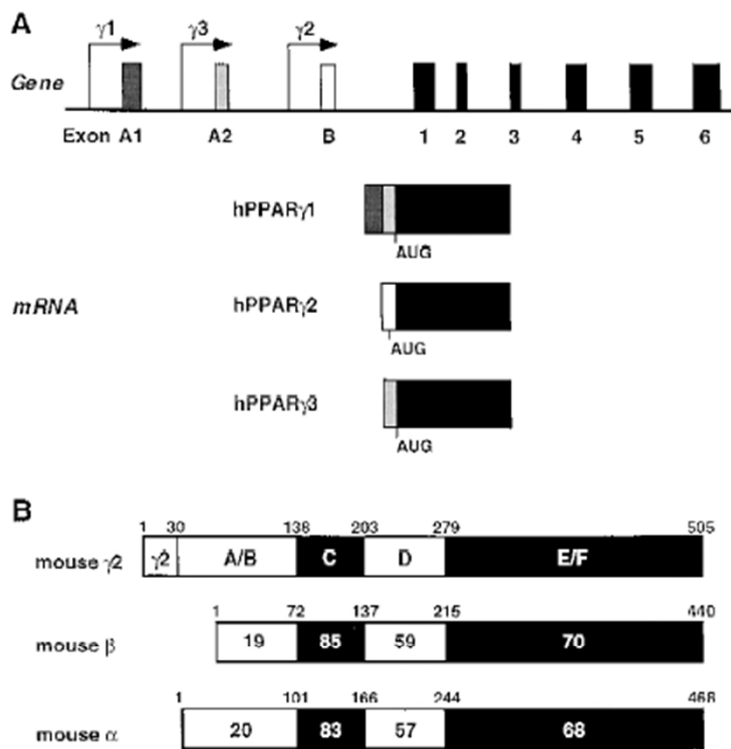 A
γ1 γ3 γ2
Gene
Exon A1 A2 B 1 2 3 4 5 6
hPPARγ1
AUG
mRNA hPPARγ2
AUG
hPPARγ3
AUG
B
1 30 138 203 279 505
mouse γ2 γ2 A/B C D E/F
1 72 137 215 440
mouse β 19 85 59 70
1 101 166 244 468
mouse α 20 83 57 68